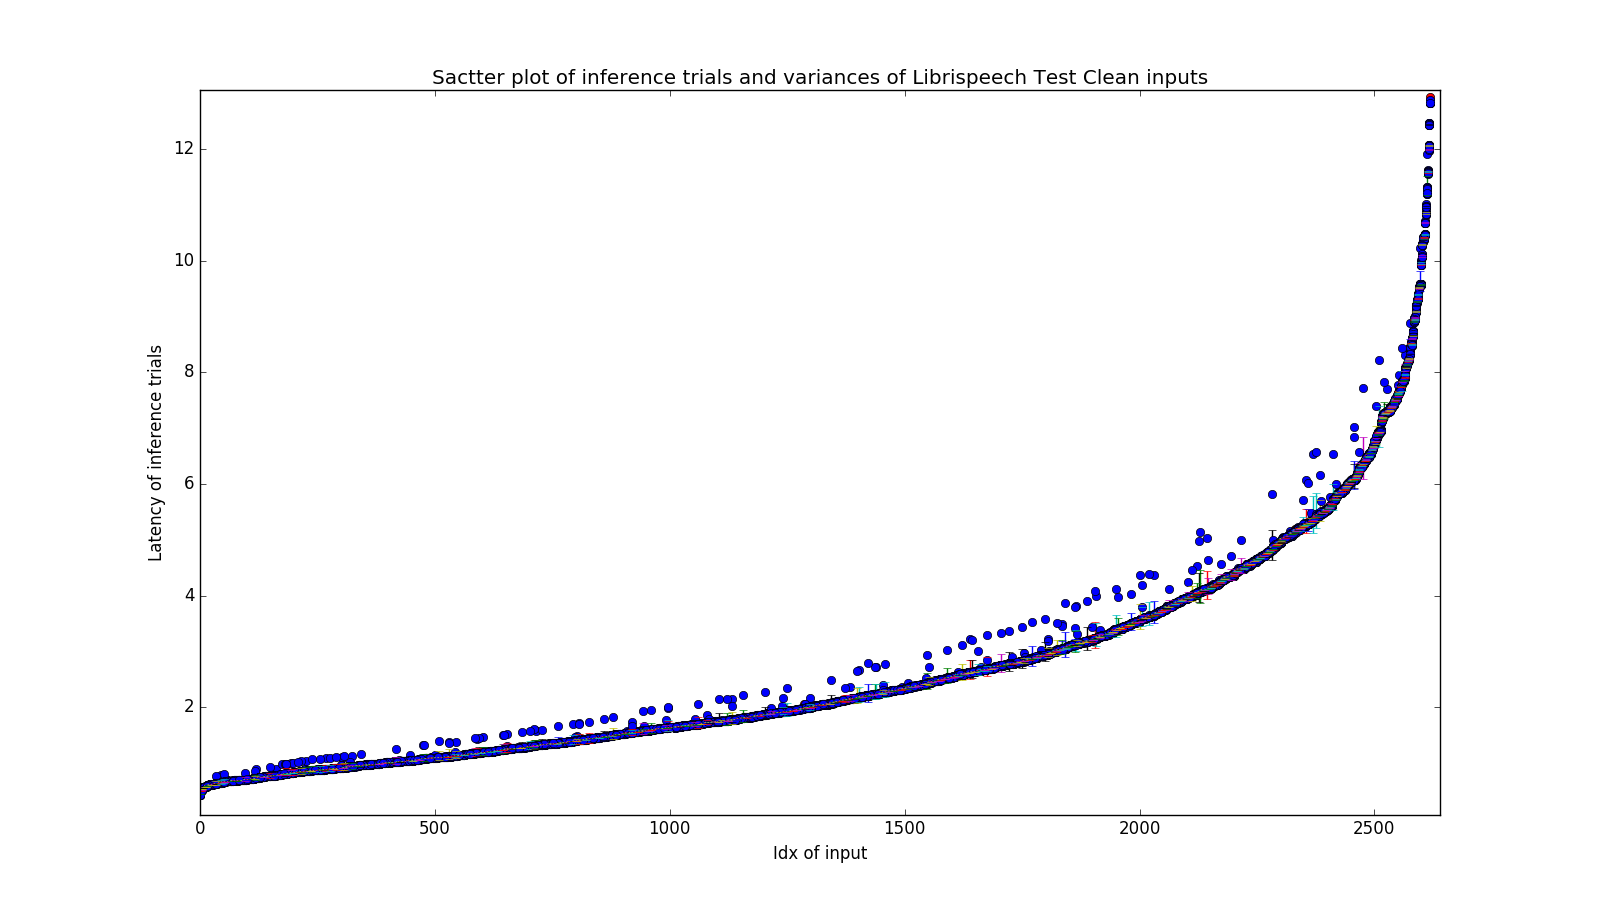 Sactter plot of inference trials and variances of Librispeech Test Clean inputs
12
10
8
6
4
2
Latency of inference trials
0 500 1000 1500 2000 2500
Idx of input